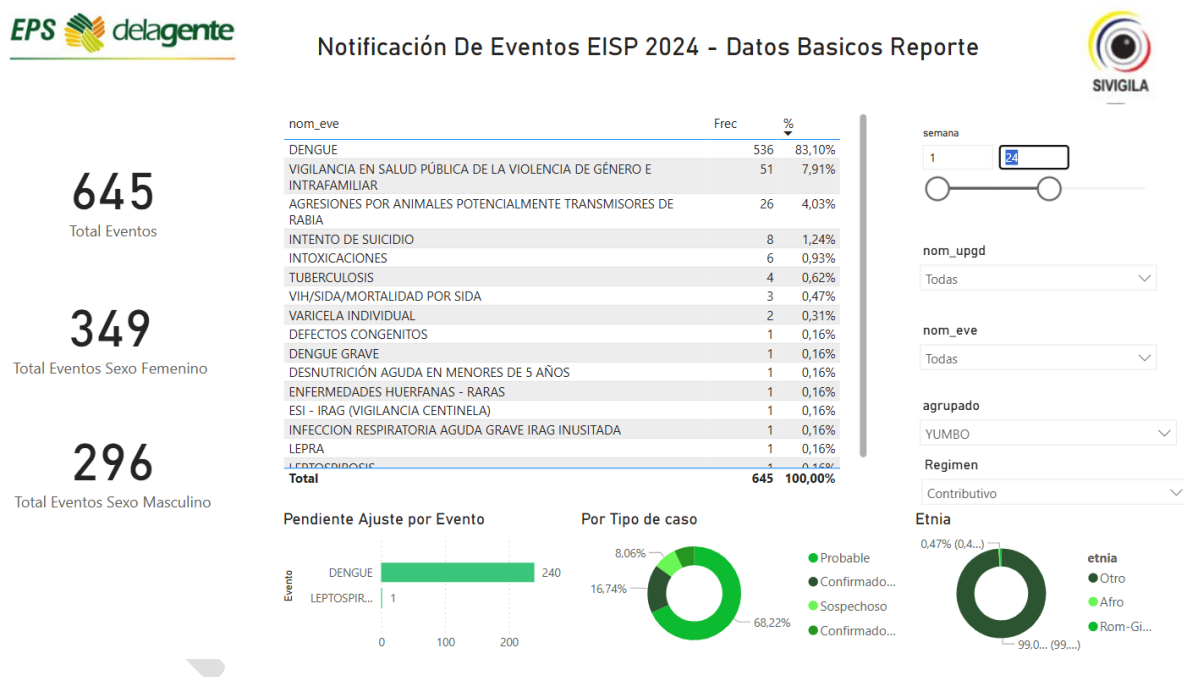 EPS delagente
Notificación De Eventos EISP 2024 - Datos Basicos Reporte
SIVIGILA
645
Total Eventos
349
Total Eventos Sexo Femenino
296
Total Eventos Sexo Masculino
nom_eve Frec %
DENGUE 536 83,10%
VIGILANCIA EN SALUD PÚBLICA DE LA VIOLENCIA DE GÉNERO E 51 7,91%
INTRAFAMILIAR
AGRESIONES POR ANIMALES POTENCIALMENTE TRANSMISORES DE 26 4,03%
RABIA
INTENTO DE SUICIDIO 8 1,24%
INTOXICACIONES 6 0,93%
TUBERCULOSIS 4 0,62%
VIH/SIDA/MORTALIDAD POR SIDA 3 0,47%
VARICELA INDIVIDUAL 2 0,31%
DEFECTOS CONGENITOS 1 0,16%
DENGUE GRAVE 1 0,16%
DESNUTRICIÓN AGUDA EN MENORES DE 5 AÑOS 1 0,16%
ENFERMEDADES HUERFANAS - RARAS 1 0,16%
ESI - IRAG (VIGILANCIA CENTINELA) 1 0,16%
INFECCION RESPIRATORIA AGUDA GRAVE IRAG INUSITADA 1 0,16%
LEPRA 1 0,16%
LEPTOSPIROSIS 1 0,16%
Total 645 100,00%
semana
1 24
nom_upgd
Todas
nom_eve
Todas
agrupado
YUMBO
Regimen
Contributivo
Pendiente Ajuste por Evento
Evento
DENGUE 240
LEPTOSPIR... 1
0 100 200
Por Tipo de caso
8,06%
16,74%
68,22%
Probable
Confirmado...
Sospechoso
Confirmado...
Etnia
0,47% (0,4...)
99,0... (99,...)
etnia
Otro
Afro
Rom-Gi...